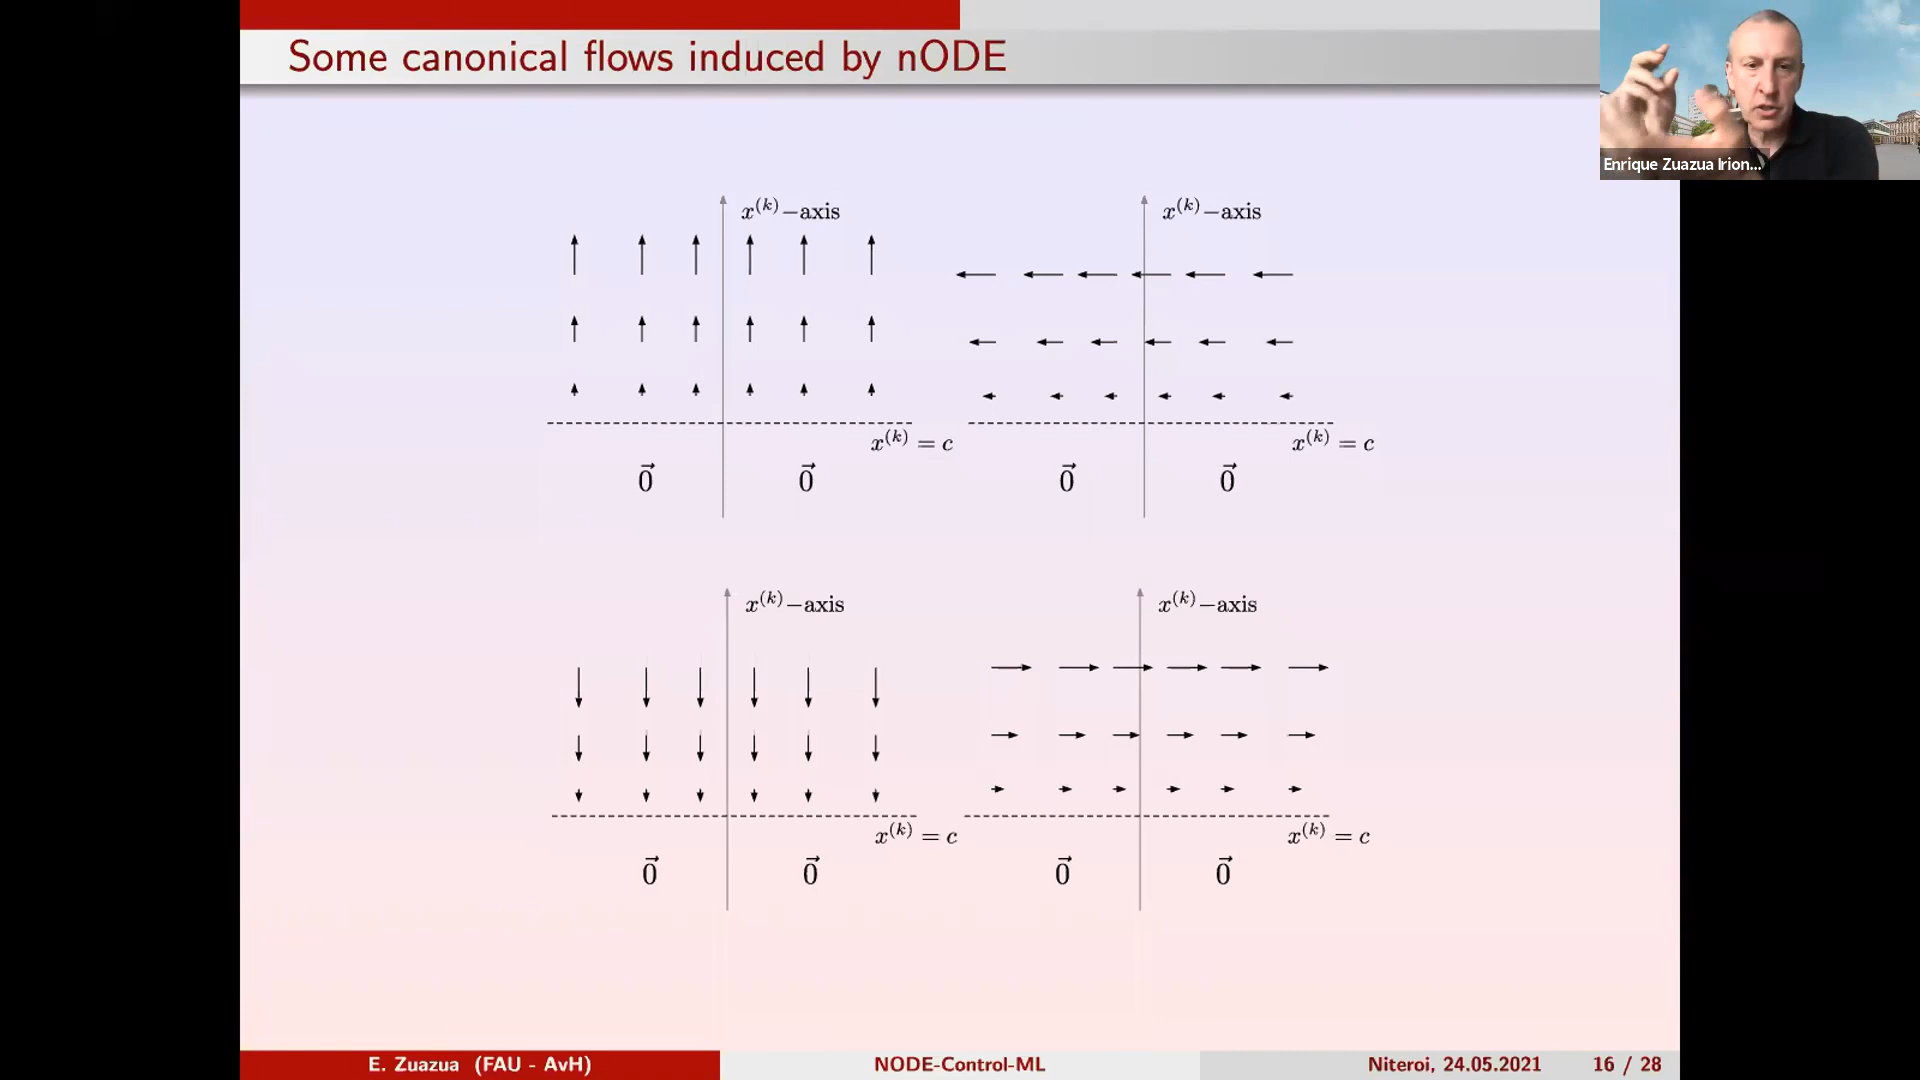 Some canonical flows induced by nODE
Enrique Zuazua Irion...
x^(k)−axis
x^(k)−axis
x^(k) = c
x^(k) = c
0⃗ 0⃗
0⃗ 0⃗
x^(k)−axis
x^(k)−axis
x^(k) = c
x^(k) = c
0⃗ 0⃗
0⃗ 0⃗
E. Zuazua (FAU - AvH)
NODE-Control-ML
Niteroi, 24.05.2021 16 / 28